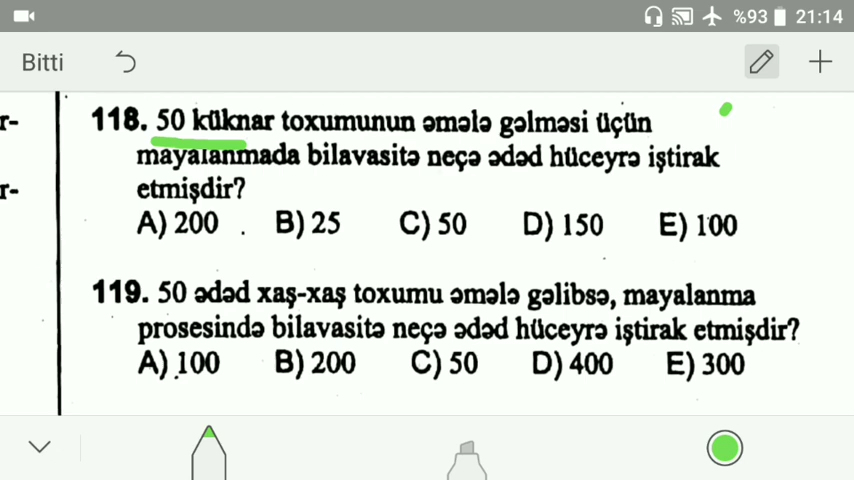 %93 21:14
Bitti
r-
r-
118. 50 küknar toxumunun əmələ gəlməsi üçün
mayalanmada bilavasitə neçə ədəd hüceyrə iştirak
etmişdir?
A) 200 B) 25 C) 50 D) 150 E) 100
119. 50 ədəd xaş-xaş toxumu əmələ gəlibsə, mayalanma
prosesində bilavasitə neçə ədəd hüceyrə iştirak etmişdir?
A) 100 B) 200 C) 50 D) 400 E) 300